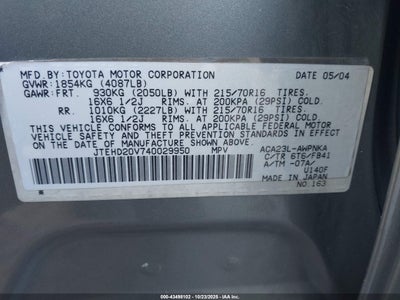 MFD. BY: TOYOTA MOTOR CORPORATION 05/04
GVWR: 1854KG (4087LB)
GAWR: FRT. 930KG (2050LB) WITH 215/70R16 TIRES.
16X6 1/2J RIMS. AT 200KPA (29PSI) COLD.
RR. 1010KG (2227LB) WITH 215/70R16 TIRES.
16X6 1/2J RIMS. AT 200KPA (29PSI) COLD.
THIS VEHICLE CONFORMS TO ALL APPLICABLE FEDERAL MOTOR
VEHICLE SAFETY AND THEFT PREVENTION STANDARDS IN EFFECT
ON THE DATE OF MANUFACTURE SHOWN ABOVE.
JTEHD20V740029950 MPV
ACA23L-AWPNKA
C/TR 6T6/FB41
A/TM -07A/
U140F
MADE IN JAPAN
NO.163
000-43498102 - 10/23/2025 - © IAA, Inc.